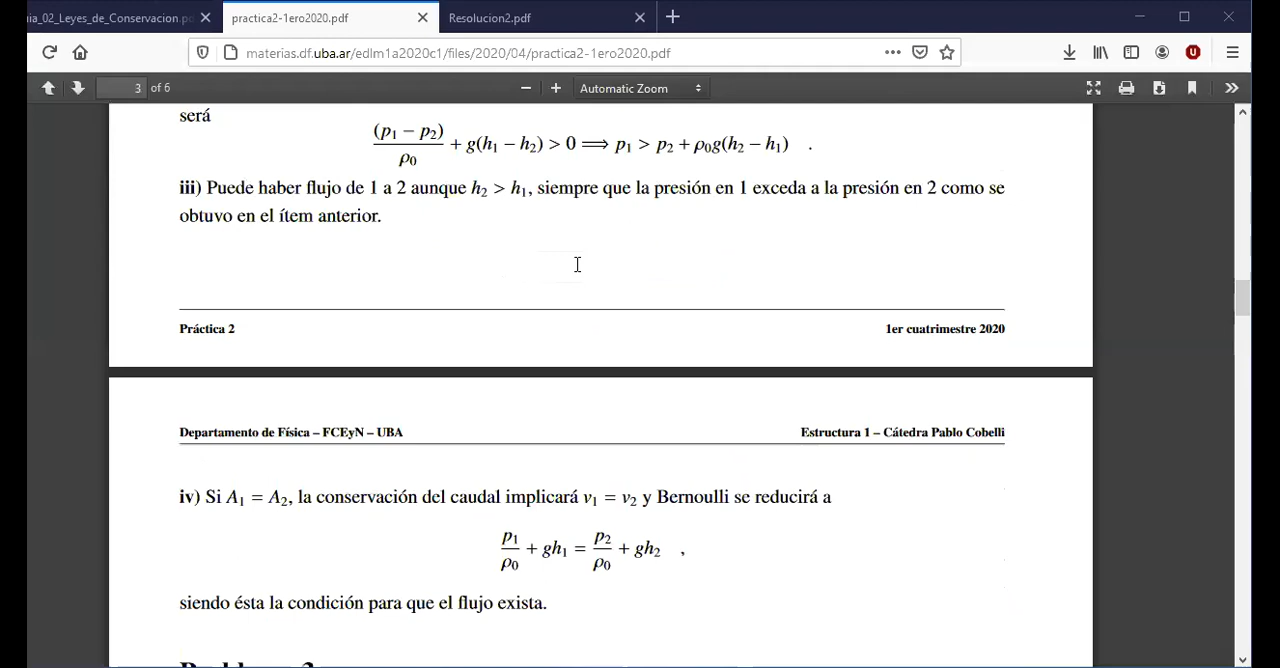 ia_02_Leyes_de_Conservacion.pd
practica2-1ero2020.pdf
Resolucion2.pdf
materias.df.uba.ar/edlm1a2020c1/files/2020/04/practica2-1ero2020.pdf
3 of 6
Automatic Zoom
será
(p₁ − p₂)/ρ₀ + g(h₁ − h₂) > 0 ⟹ p₁ > p₂ + ρ₀g(h₂ − h₁) .
iii) Puede haber flujo de 1 a 2 aunque h₂ > h₁, siempre que la presión en 1 exceda a la presión en 2 como se
obtuvo en el ítem anterior.
Práctica 2
1er cuatrimestre 2020
Departamento de Física – FCEyN – UBA
Estructura 1 – Cátedra Pablo Cobelli
iv) Si A₁ = A₂, la conservación del caudal implicará v₁ = v₂ y Bernoulli se reducirá a
p₁/ρ₀ + gh₁ = p₂/ρ₀ + gh₂ ,
siendo ésta la condición para que el flujo exista.